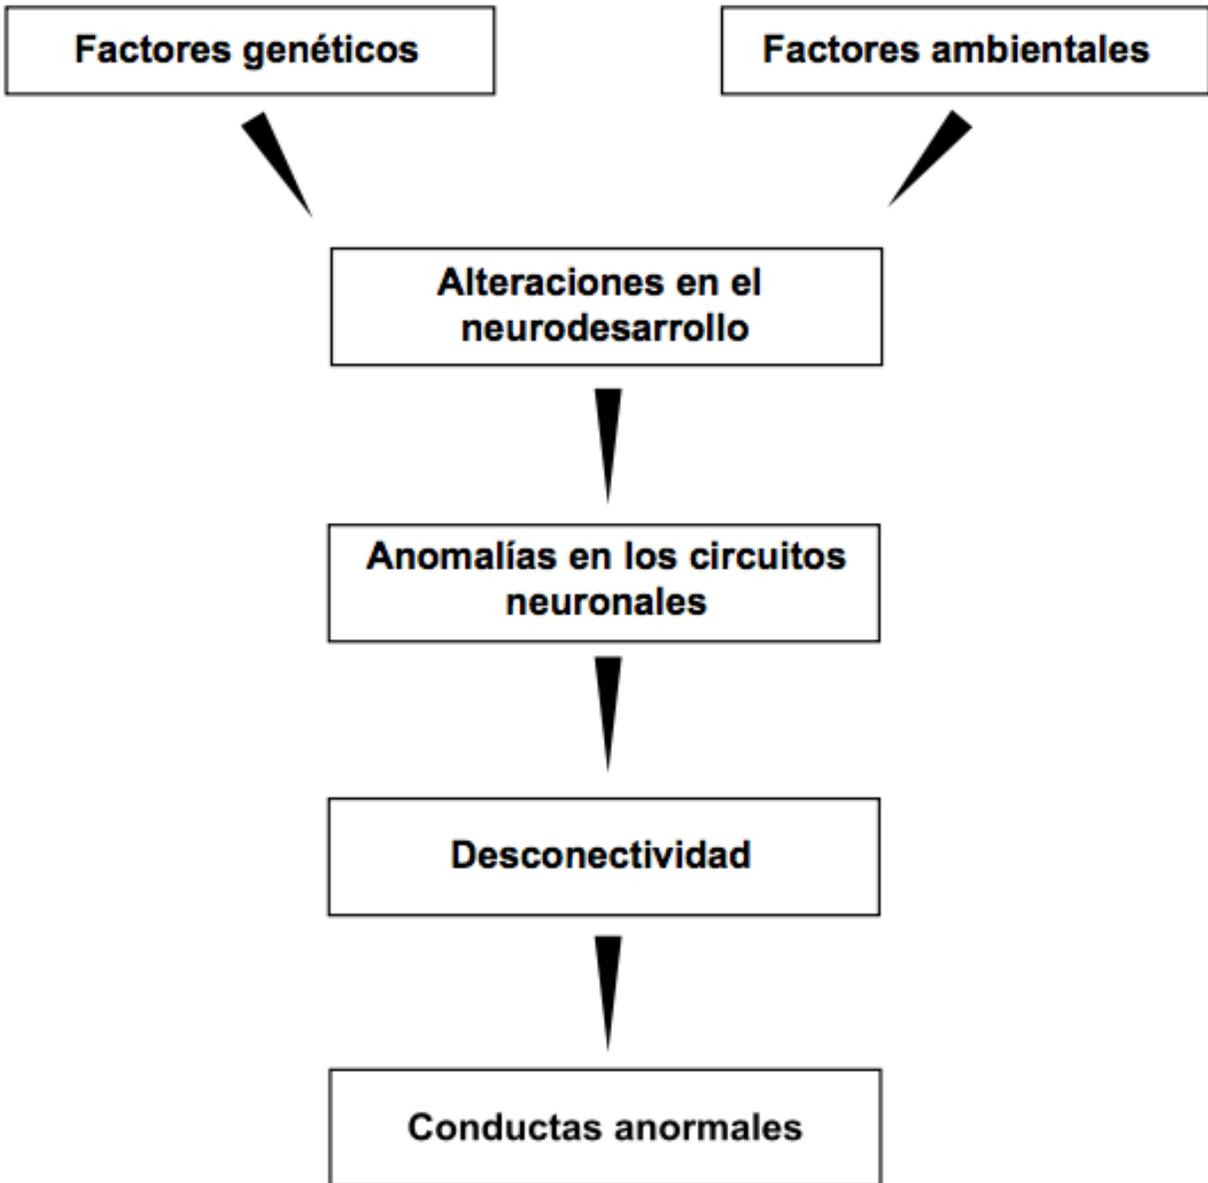 Factores genéticos
Factores ambientales
Alteraciones en el
neurodesarrollo
Anomalías en los circuitos
neuronales
Desconectividad
Conductas anormales